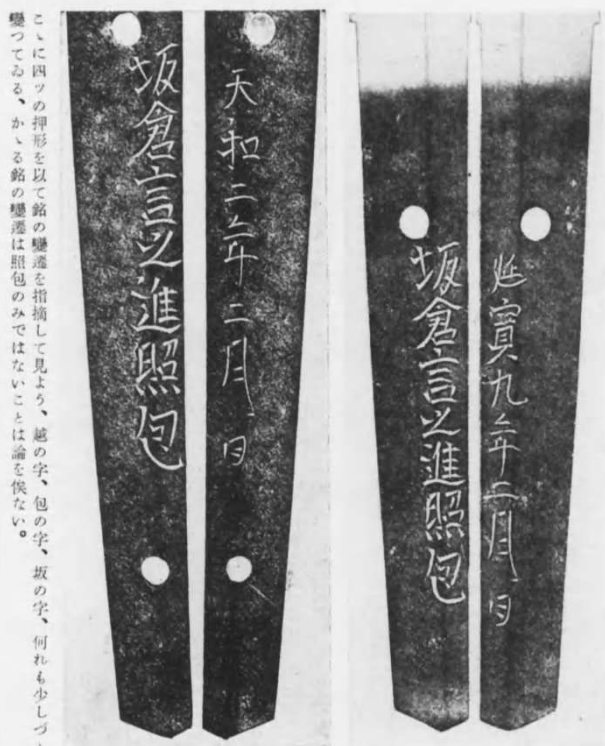 延寳九年二月日
坂倉言之進照包
天和二年二月日
坂倉言之進照包
こゝに四ツの押形を以て銘の變遷を指摘して見よう、越の字、包の字、坂の字、何れも少しづゝ
變つてゐる、かゝる銘の變遷は照包のみではないことは論を俟ない。